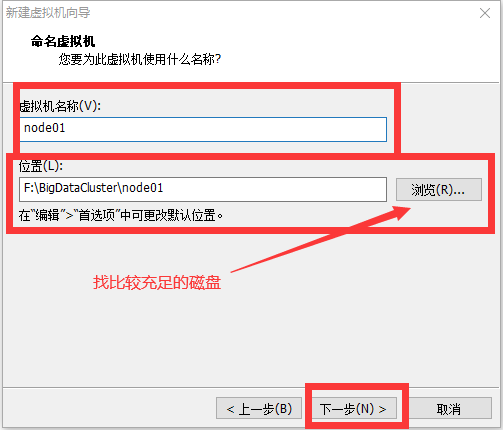 新建虚拟机向导
命名虚拟机
您要为此虚拟机使用什么名称?
虚拟机名称(V):
node01
位置(L):
F:\BigDataCluster\node01
浏览(R)...
在“编辑”>“首选项”中可更改默认位置。
找比较充足的磁盘
< 上一步(B)
下一步(N) >
取消